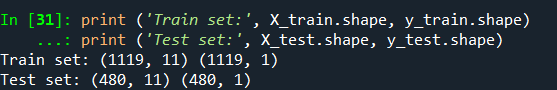 In [31]: print ('Train set:', X_train.shape, y_train.shape)
    ...: print ('Test set:', X_test.shape, y_test.shape)
Train set: (1119, 11) (1119, 1)
Test set: (480, 11) (480, 1)